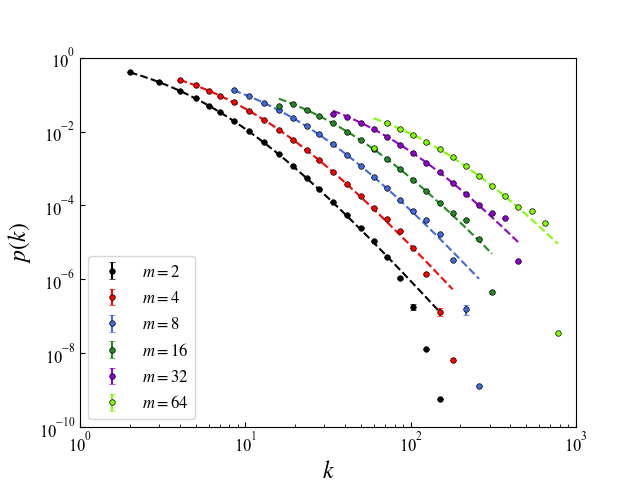 10^0
10^-2
10^-4
10^-6
10^-8
10^-10
p(k)
m = 2
m = 4
m = 8
m = 16
m = 32
m = 64
10^0 10^1 10^2 10^3
k